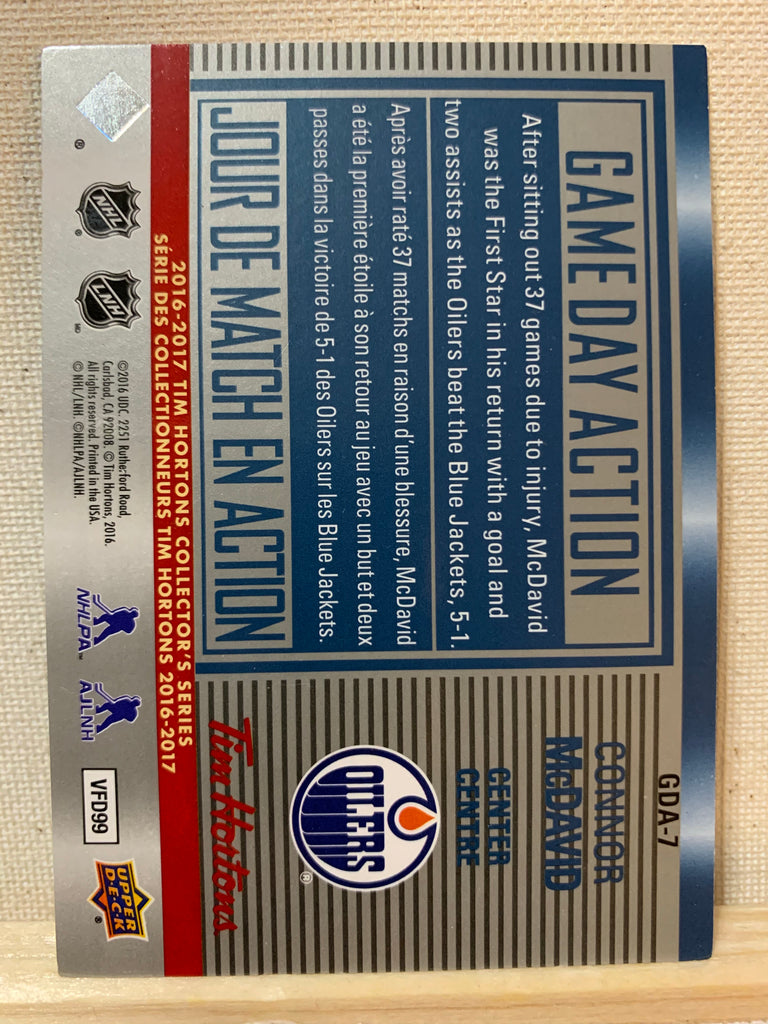 GAME DAY ACTION
After sitting out 37 games due to injury, McDavid
was the First Star in his return with a goal and
two assists as the Oilers beat the Blue Jackets, 5-1.
Après avoir raté 37 matchs en raison d'une blessure, McDavid
a été la première étoile à son retour au jeu avec un but et deux
passes dans la victoire de 5-1 des Oilers sur les Blue Jackets.
JOUR DE MATCH EN ACTION
GDA-7
CONNOR
McDAVID
CENTER
CENTRE
OILERS
®
Tim Hortons
2016-2017 TIM HORTONS COLLECTOR'S SERIES
SÉRIE DES COLLECTIONNEURS TIM HORTONS 2016-2017
®
NHL
®
LNH
MD
©2016 UDC. 2251 Rutherford Road,
Carlsbad, CA 92008. © Tim Hortons, 2016.
All rights reserved. Printed in the USA.
© NHL/LNH. ©NHLPA/AJLNH.
NHLPA™
AJLNH
VFD99
UPPER
DECK
®